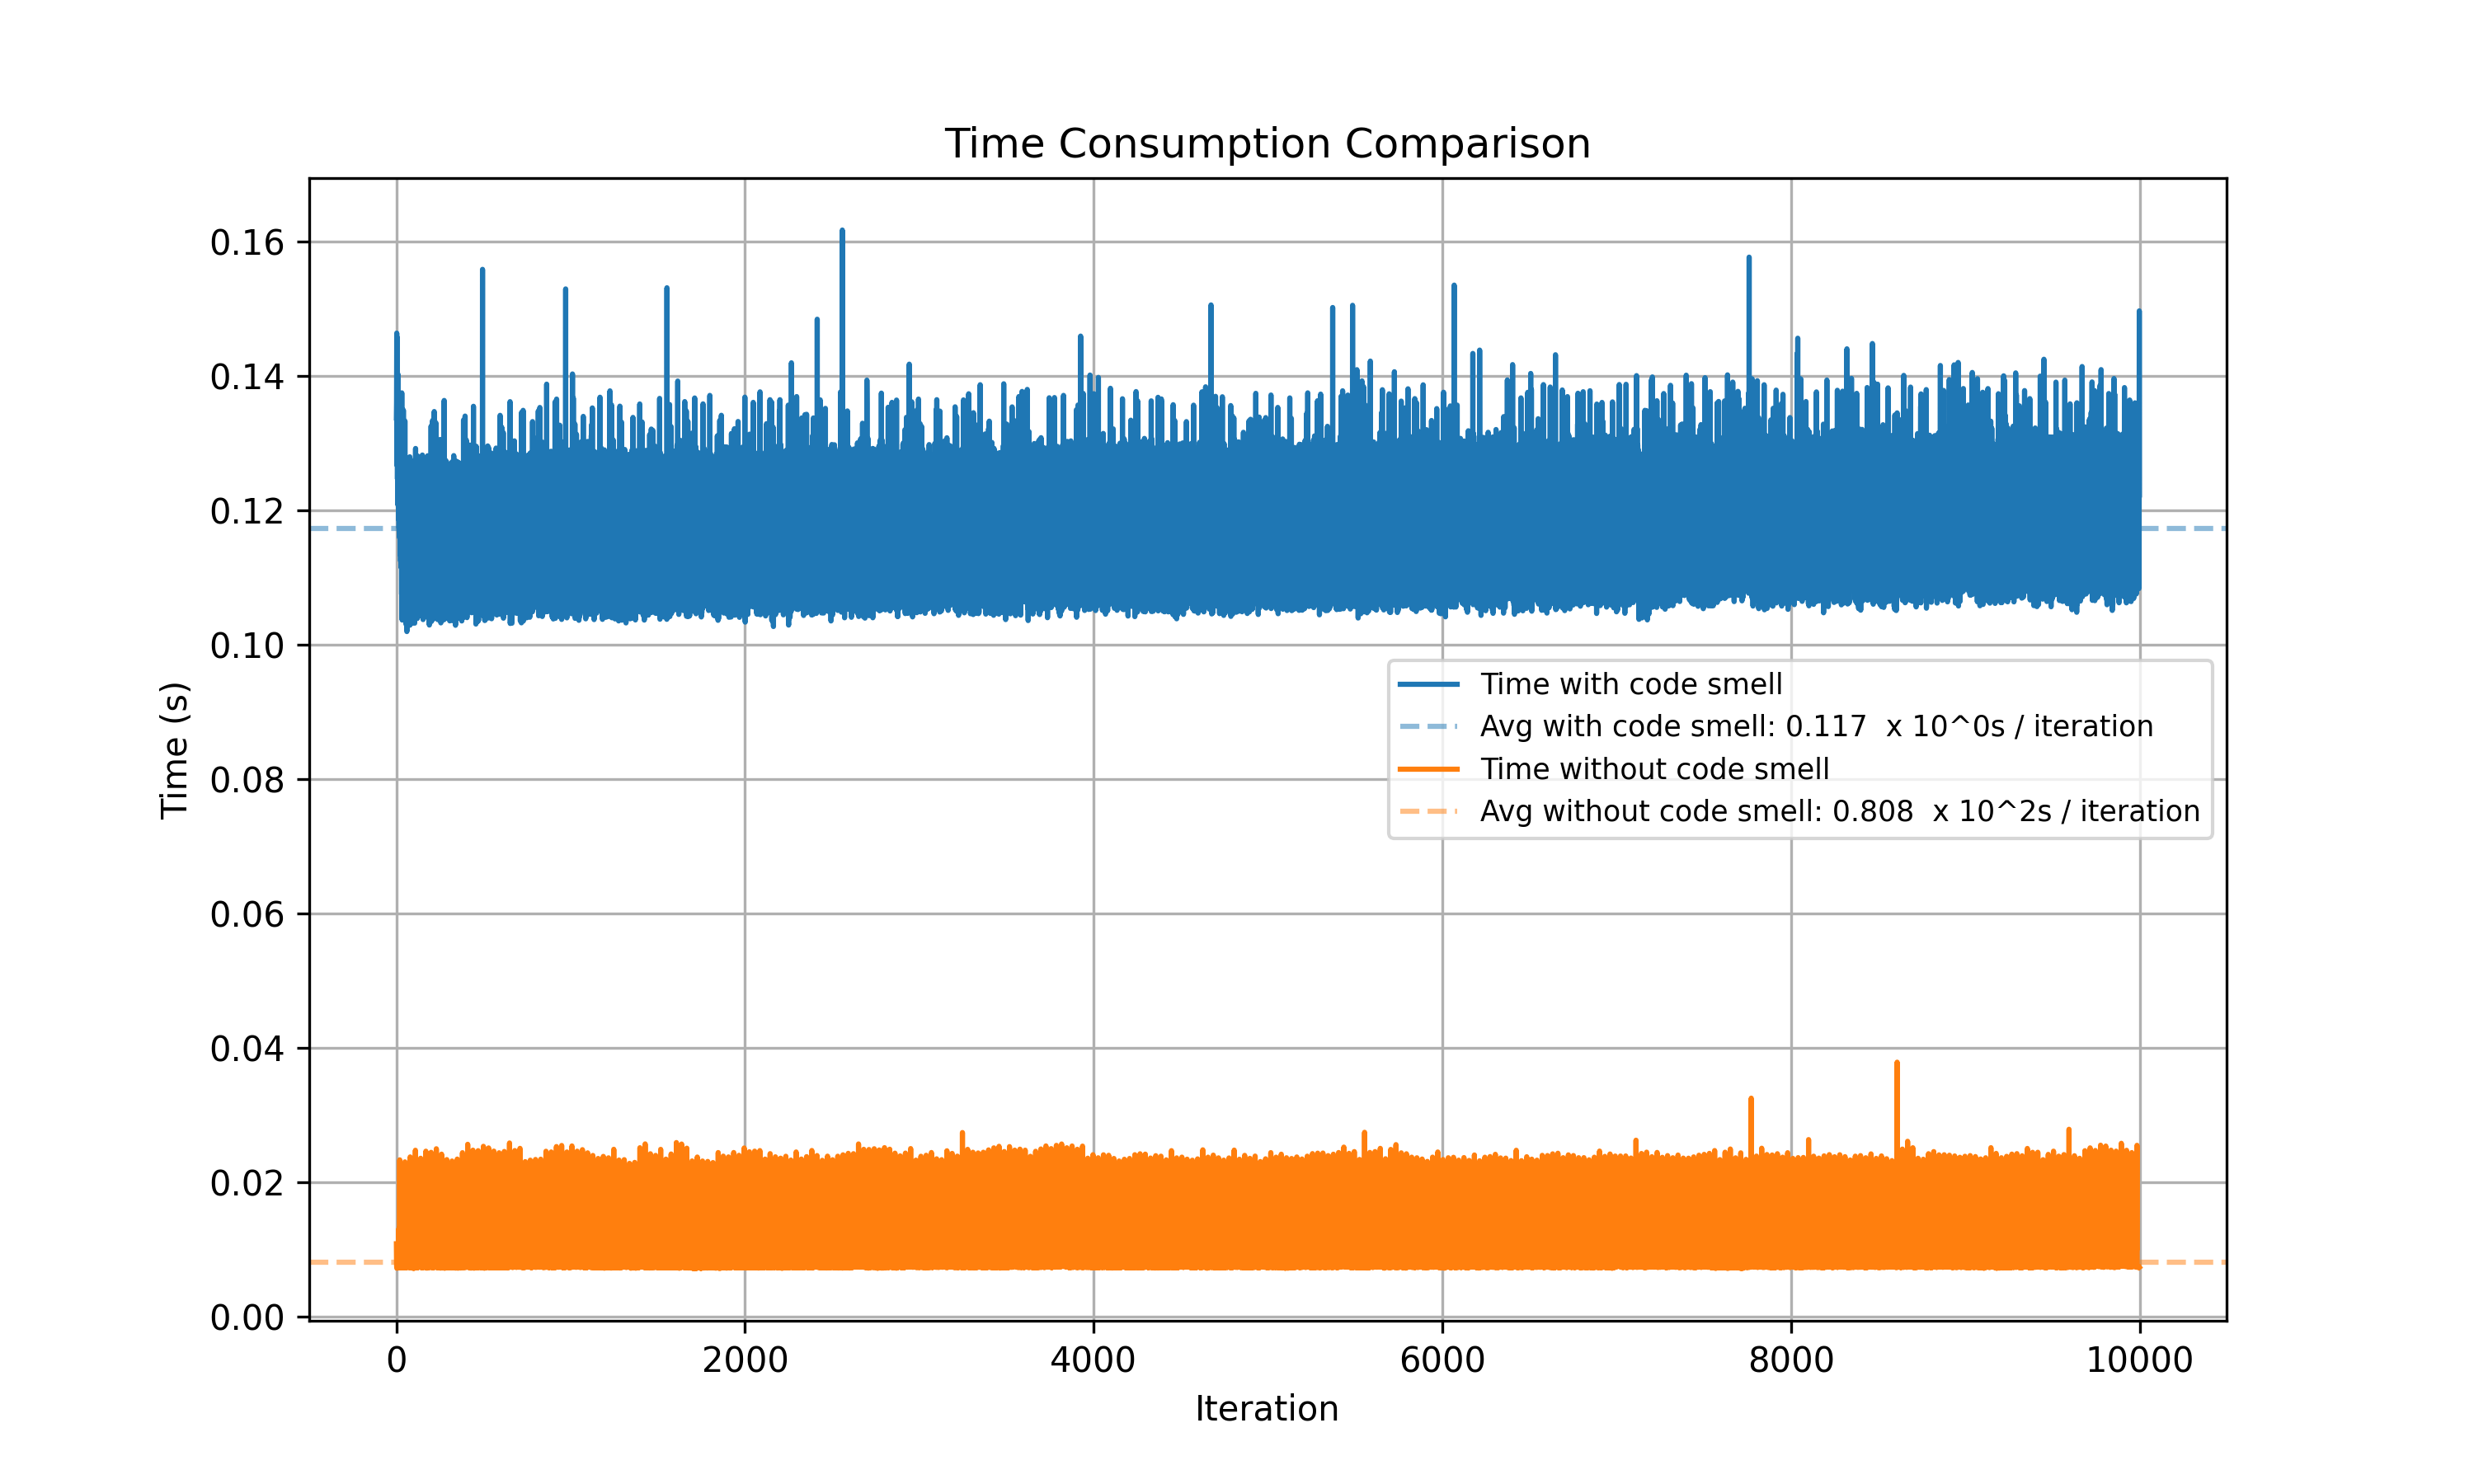 Time Consumption Comparison
Time (s)
0.16
0.14
0.12
0.10
0.08
0.06
0.04
0.02
0.00
Time with code smell
Avg with code smell: 0.117  x 10^0s / iteration
Time without code smell
Avg without code smell: 0.808  x 10^2s / iteration
0 2000 4000 6000 8000 10000
Iteration